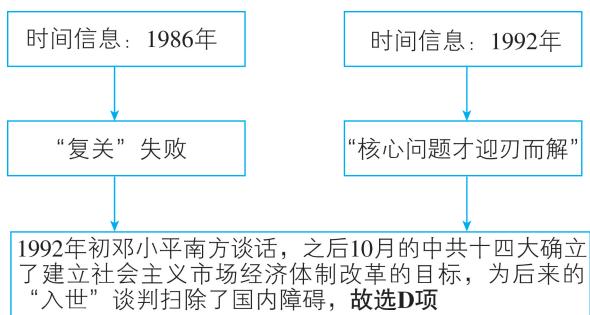 时间信息：1986年
时间信息：1992年
“复关”失败
“核心问题才迎刃而解”
1992年初邓小平南方谈话，之后10月的中共十四大确立
了建立社会主义市场经济体制改革的目标，为后来的
“入世”谈判扫除了国内障碍，故选D项